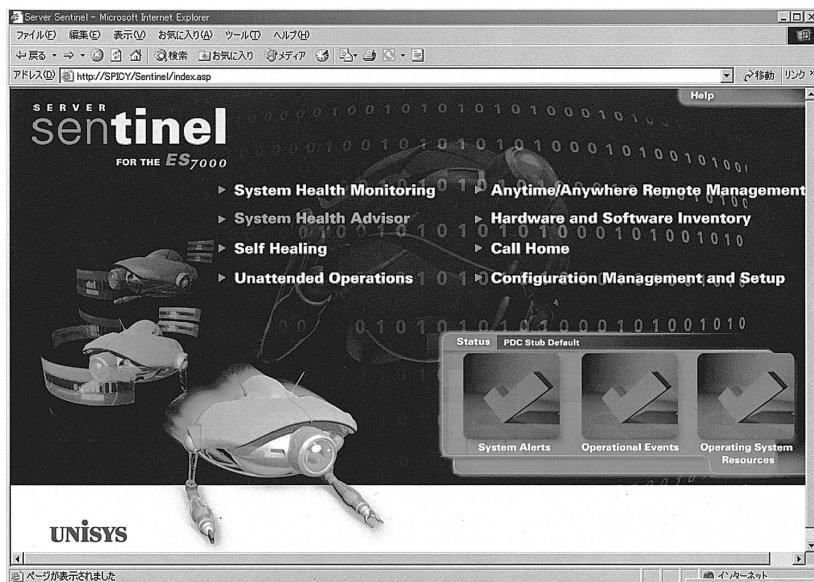 Server Sentinel - Microsoft Internet Explorer
ファイル(F) 編集(E) 表示(V) お気に入り(A) ツール(T) ヘルプ(H)
戻る 検索 お気に入り メディア
アドレス(D) http://SPICY/Sentinel/index.asp 移動 リンク
Help
SERVER
sentinel
FOR THE ES7000
System Health Monitoring
System Health Advisor
Self Healing
Unattended Operations
Anytime/Anywhere Remote Management
Hardware and Software Inventory
Call Home
Configuration Management and Setup
Status PDC Stub Default
System Alerts
Operational Events
Operating System
Resources
UNISYS
ページが表示されました インターネット